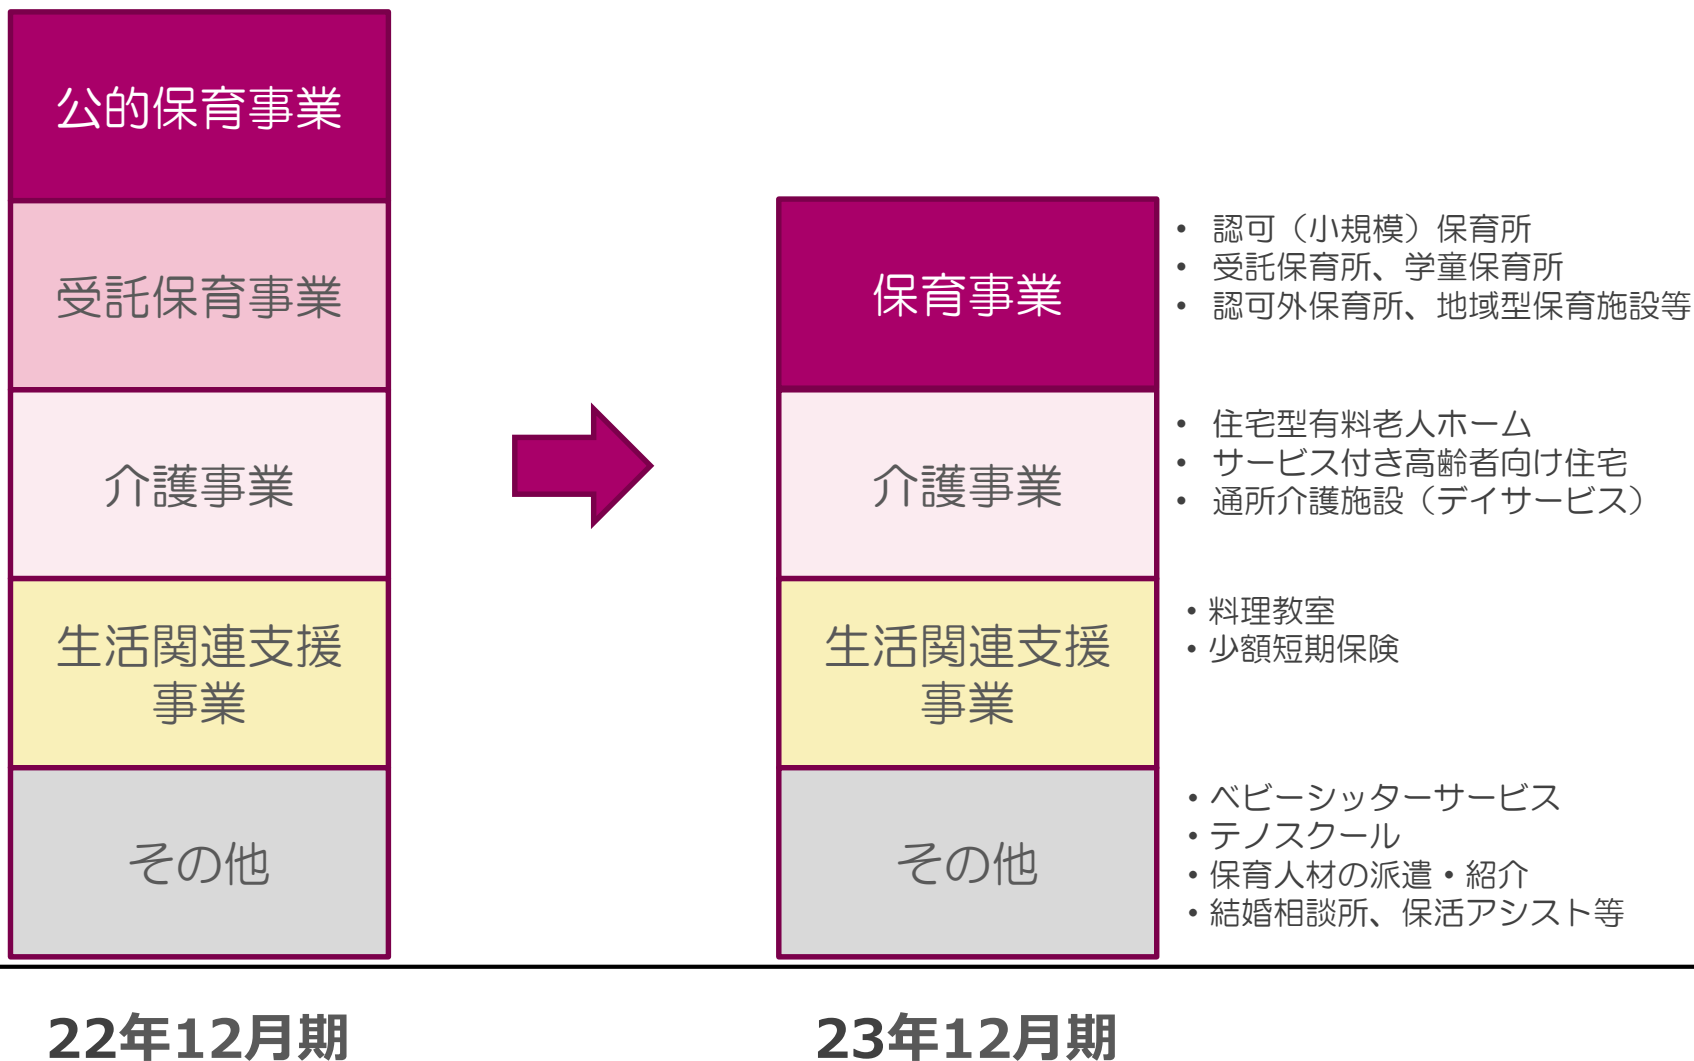 公的保育事業
受託保育事業
介護事業
生活関連支援
事業
その他
22年12月期
保育事業
• 認可（小規模）保育所
• 受託保育所、学童保育所
• 認可外保育所、地域型保育施設等
介護事業
• 住宅型有料老人ホーム
• サービス付き高齢者向け住宅
• 通所介護施設（デイサービス）
生活関連支援
事業
・料理教室
・少額短期保険
その他
・ベビーシッターサービス
・テノスクール
・保育人材の派遣・紹介
・結婚相談所、保活アシスト等
23年12月期